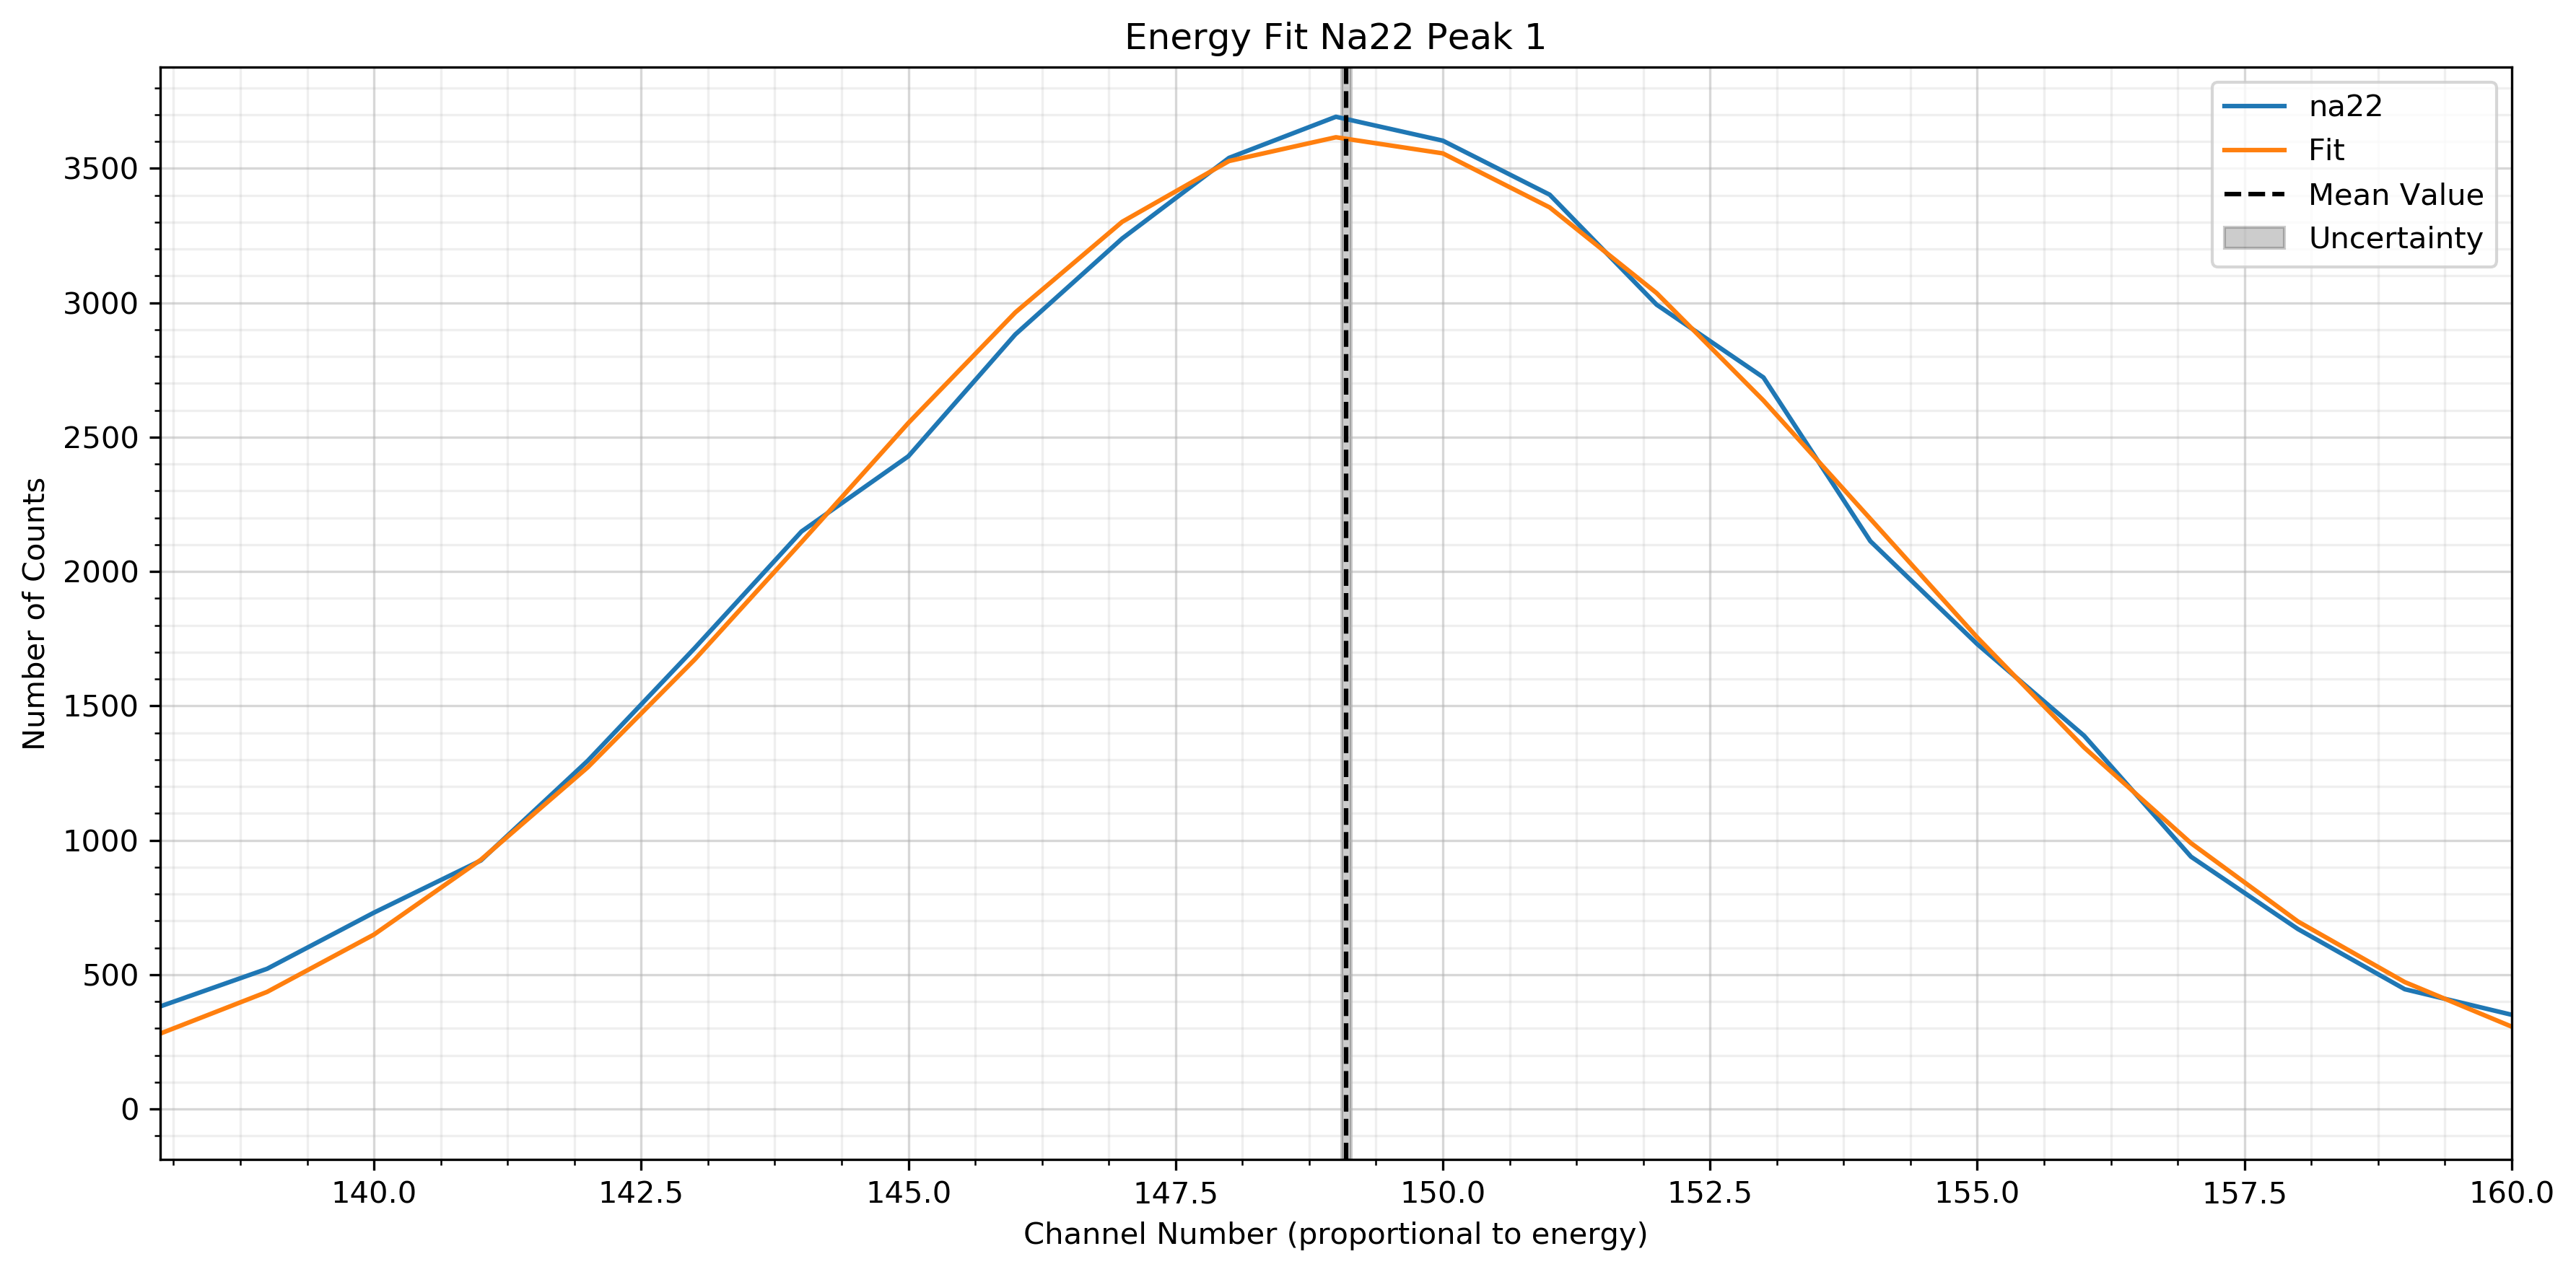 Energy Fit Na22 Peak 1
na22
Fit
Mean Value
Uncertainty
3500
3000
2500
2000
1500
1000
500
0
Number of Counts
140.0 142.5 145.0 147.5 150.0 152.5 155.0 157.5 160.0
Channel Number (proportional to energy)